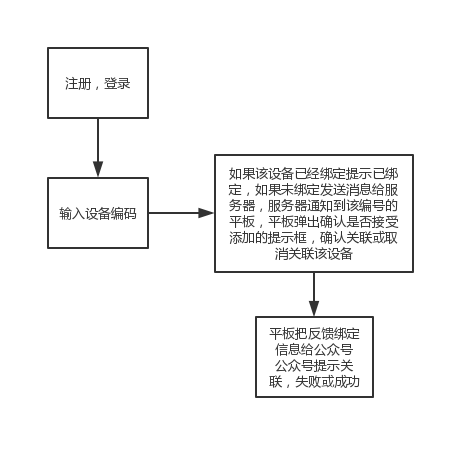 注册，登录
输入设备编码
如果该设备已经绑定提示已绑
定，如果未绑定发送消息给服
务器，服务器通知到该编号的
平板，平板弹出确认是否接受
添加的提示框，确认关联或取
消关联该设备
平板把反馈绑定
信息给公众号
公众号提示关
联，失败或成功